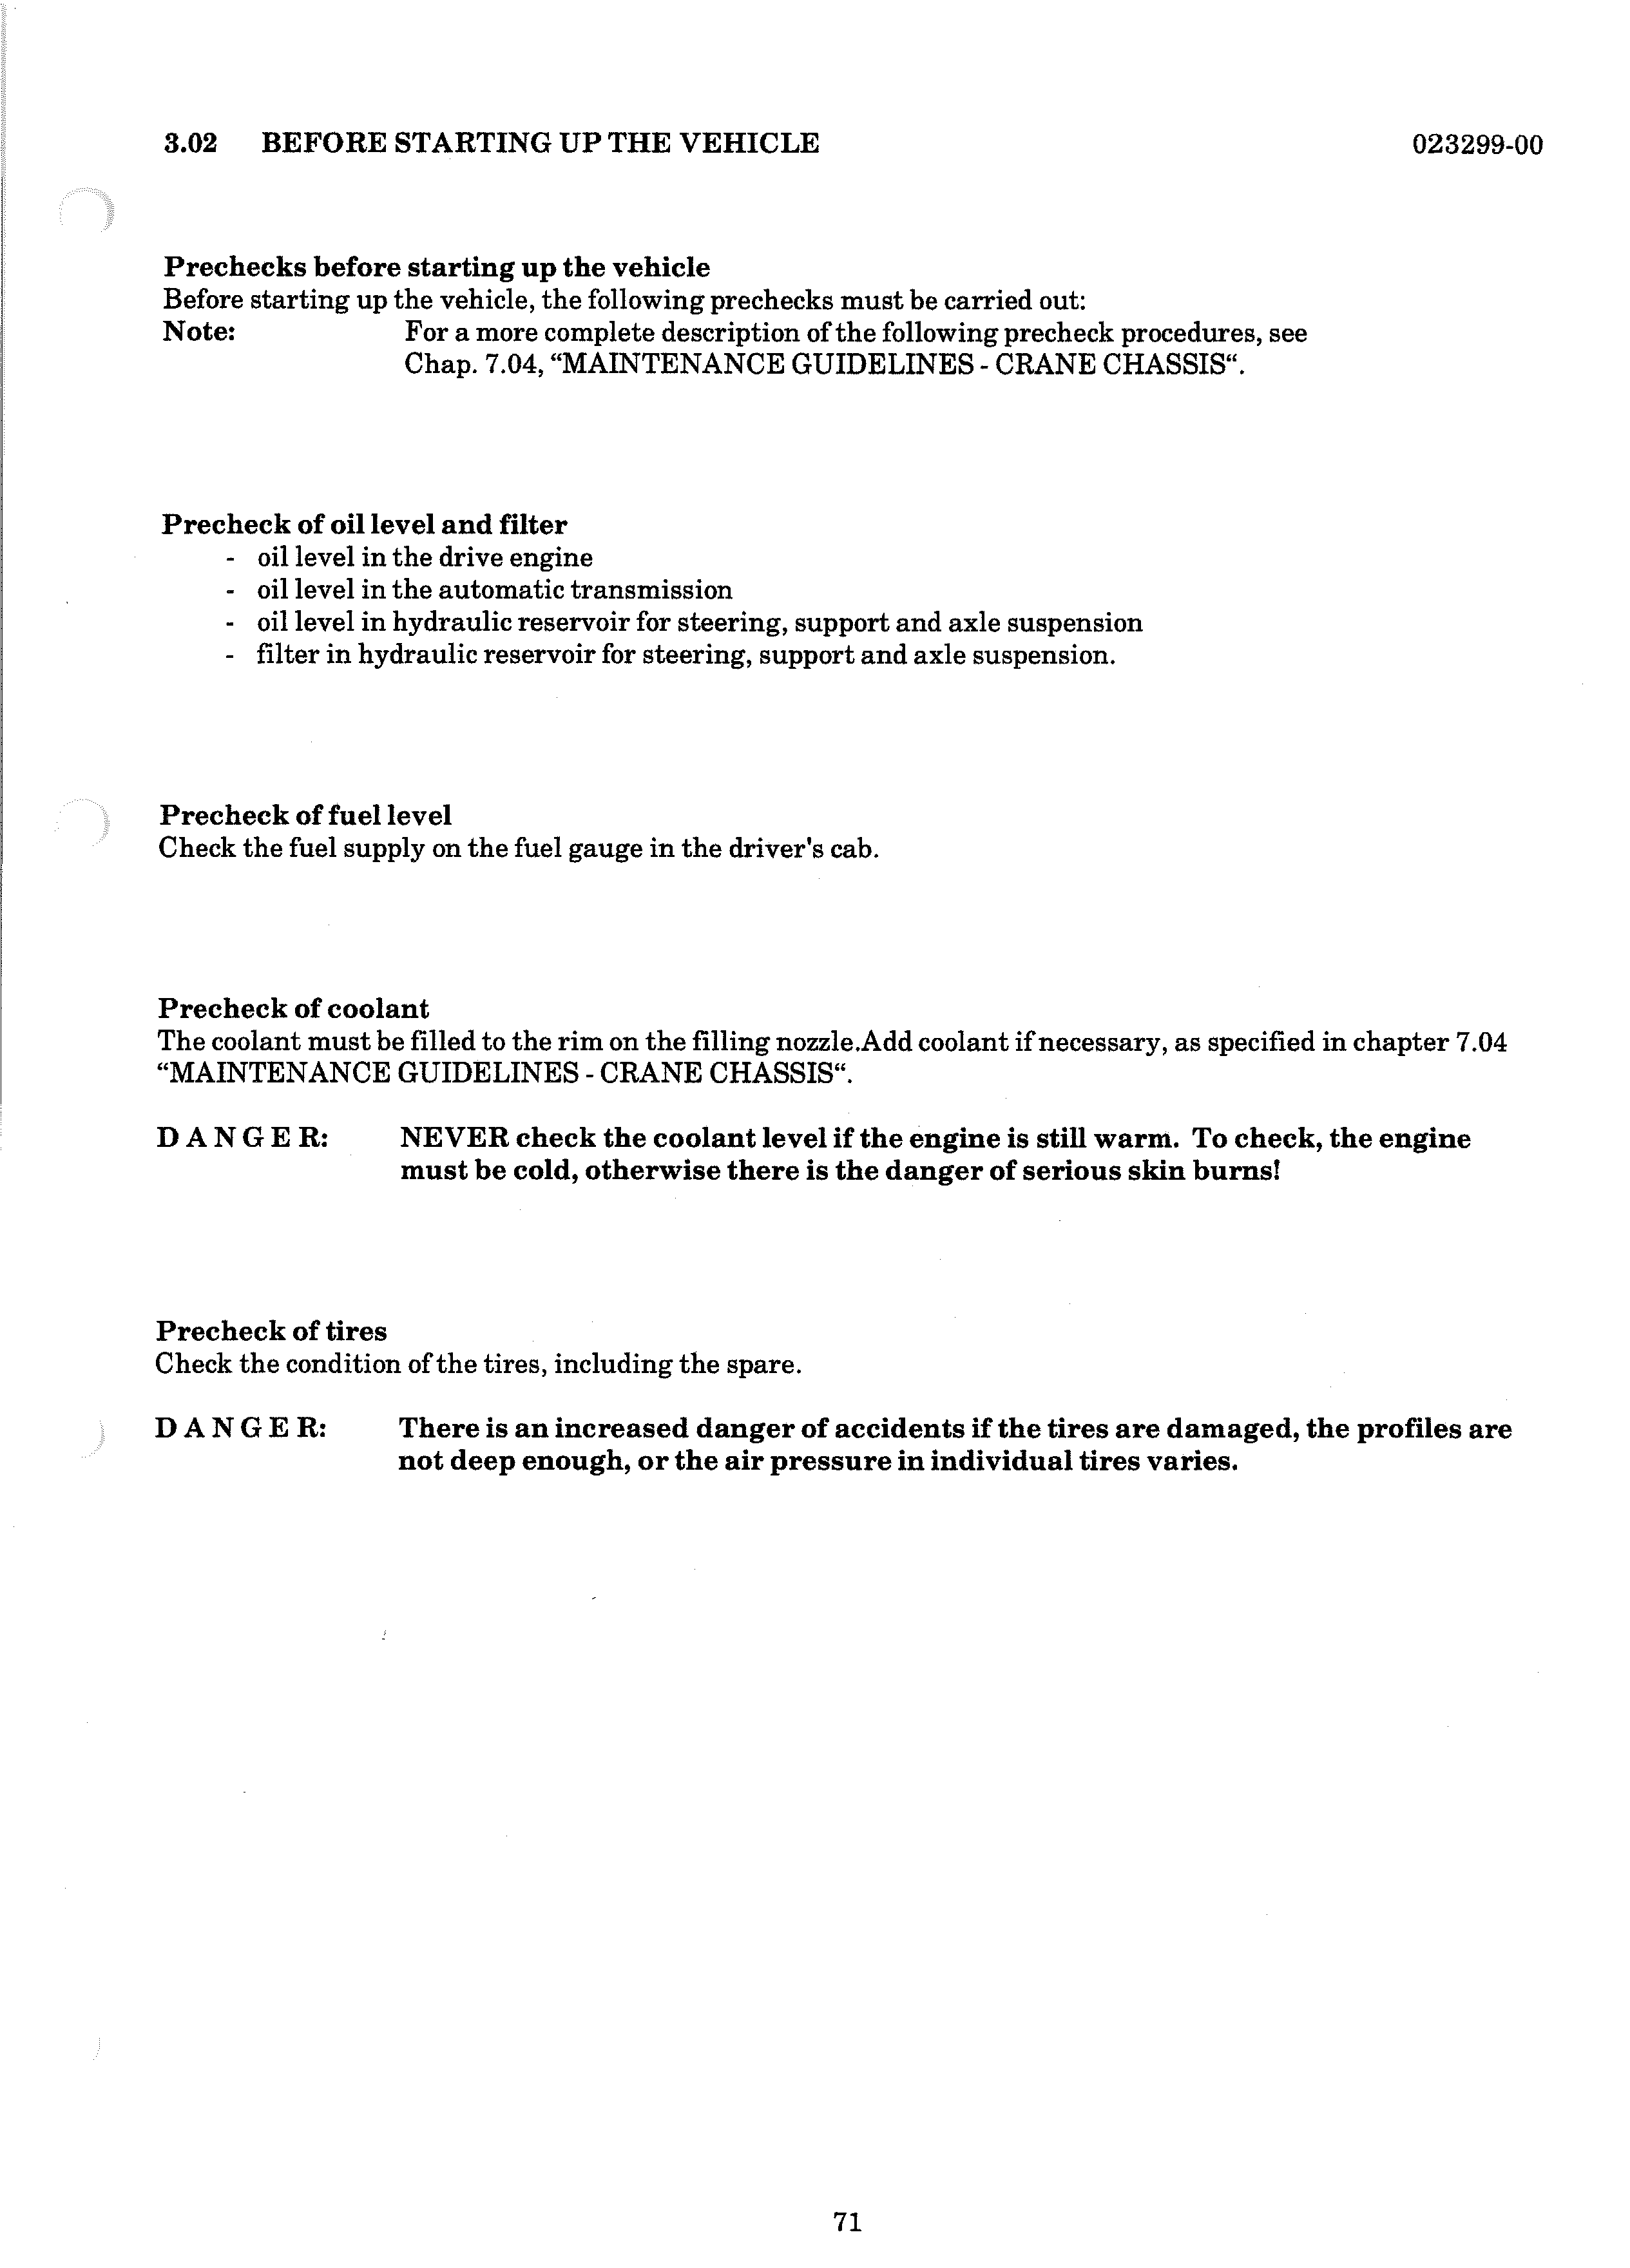 3.02 BEFORE STARTING UP THE VEHICLE 023299-00
Prechecks before starting up the vehicle
Before starting up the vehicle, the following prechecks must be carried out:
Note: For a more complete description of the following precheck procedures, see
Chap. 7.04, “MAINTENANCE GUIDELINES - CRANE CHASSIS“.
Precheck of oil level and filter
- oil level in the drive engine
- oil level in the automatic transmission
- oil level in hydraulic reservoir for steering, support and axle suspension
- filter in hydraulic reservoir for steering, support and axle suspension.
Precheck of fuel level
Check the fuel supply on the fuel gauge in the driver's cab.
Precheck of coolant
The coolant must be filled to the rim on the filling nozzle.Add coolant if necessary, as specified in chapter 7.04
“MAINTENANCE GUIDELINES - CRANE CHASSIS“.
D A N G E R: NEVER check the coolant level if the engine is still warm. To check, the engine
must be cold, otherwise there is the danger of serious skin burns!
Precheck of tires
Check the condition of the tires, including the spare.
D A N G E R: There is an increased danger of accidents if the tires are damaged, the profiles are
not deep enough, or the air pressure in individual tires varies.
71